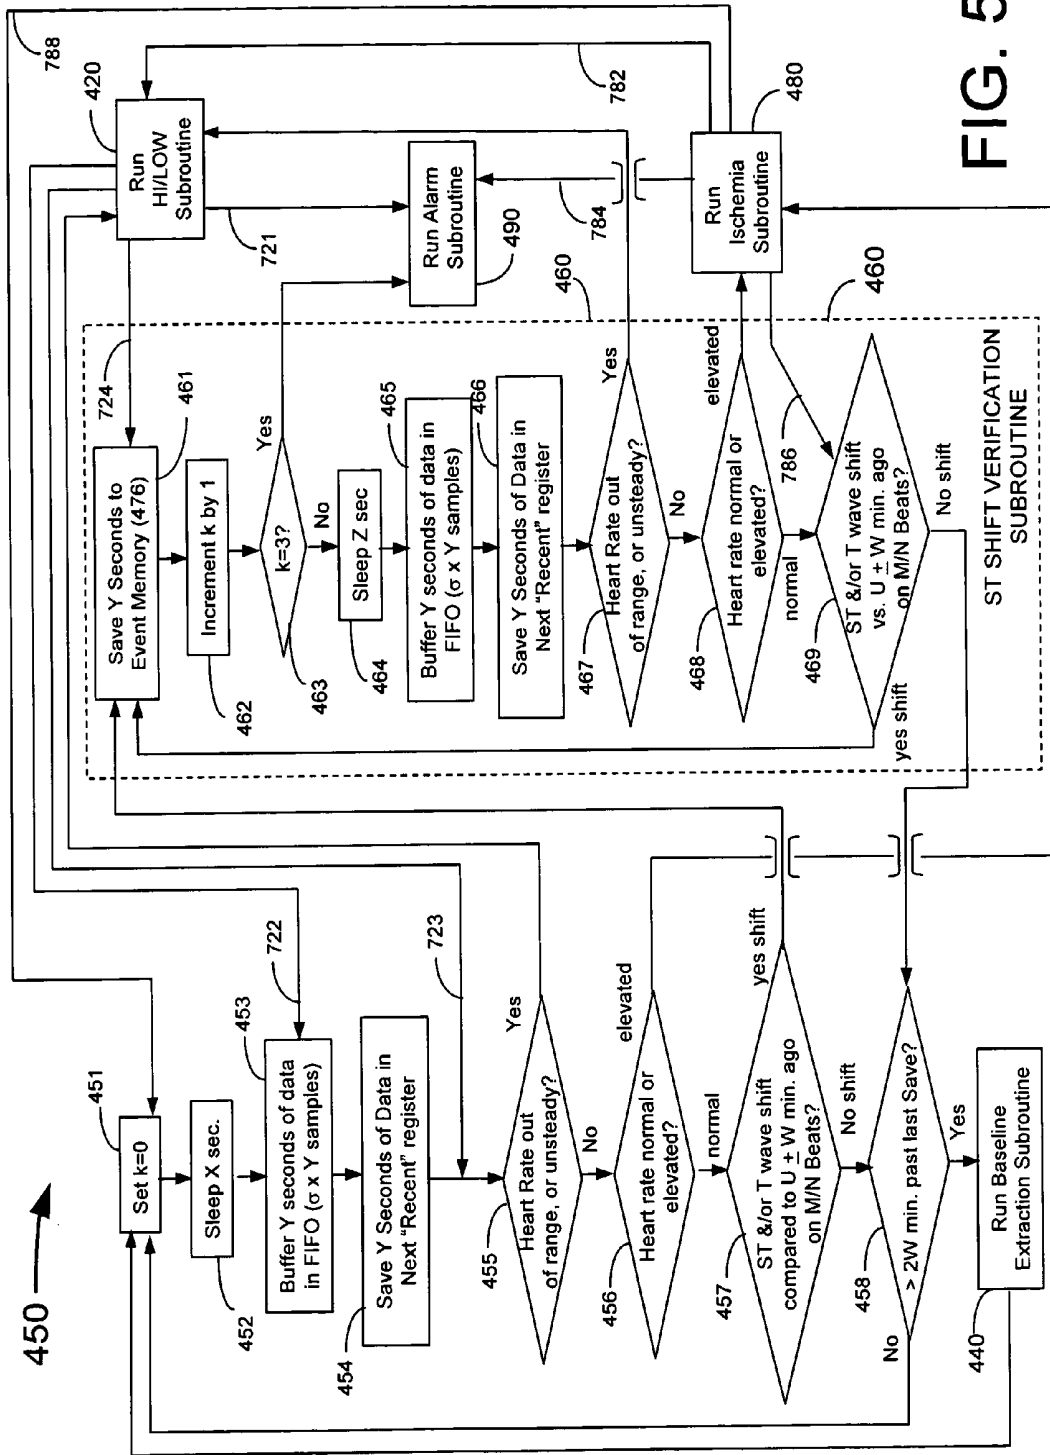 450
451
Set k=0
Sleep X sec.
452
453
Buffer Y seconds of data
in FIFO (σ x Y samples)
Save Y Seconds of Data in
Next "Recent" register
454
722
723
455
Heart Rate out
of range, or unsteady?
Yes
No
456
Heart rate normal or
elevated?
elevated
normal
457
ST &/or T wave shift
compared to U ± W min. ago
on M/N Beats?
yes shift
No shift
458
> 2W min. past last Save?
No
Yes
Run Baseline
Extraction Subroutine
440
724
Save Y Seconds to
Event Memory (476)
461
Increment k by 1
462
k=3?
463
Yes
No
Sleep Z sec
464
Buffer Y seconds of data in
FIFO (σ x Y samples)
465
Save Y Seconds of Data in
Next "Recent" register
466
Heart Rate out
of range, or unsteady?
467
Yes
No
Heart rate normal or
elevated?
468
elevated
normal
ST &/or T wave shift
vs. U ± W min. ago
on M/N Beats?
469
yes shift
No shift
786
ST SHIFT VERIFICATION
SUBROUTINE
460
460
788
420
Run
HI/LOW
Subroutine
721
Run Alarm
Subroutine
490
782
784
Run
Ischemia
Subroutine
480
FIG. 5